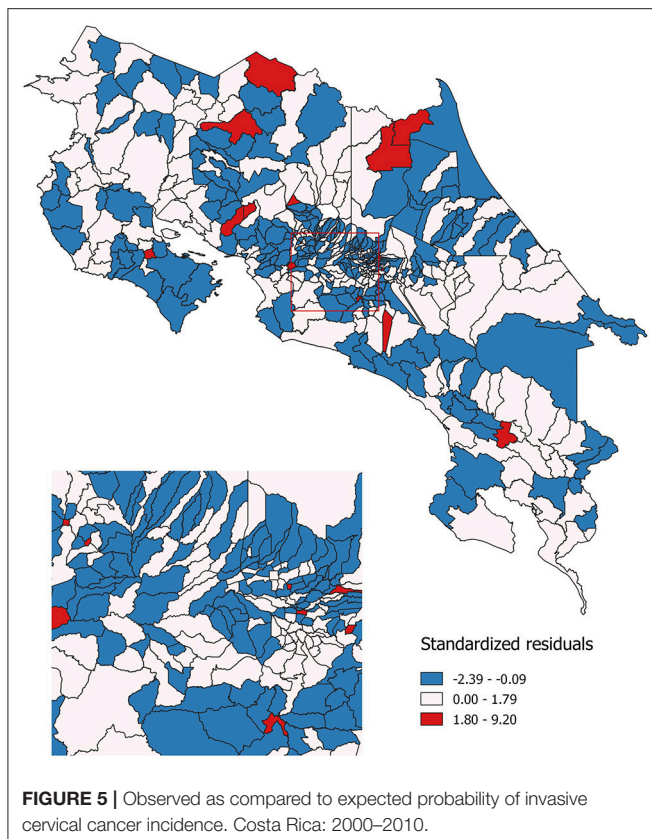 Standardized residuals
-2.39 - -0.09
0.00 - 1.79
1.80 - 9.20
FIGURE 5 | Observed as compared to expected probability of invasive
cervical cancer incidence. Costa Rica: 2000–2010.